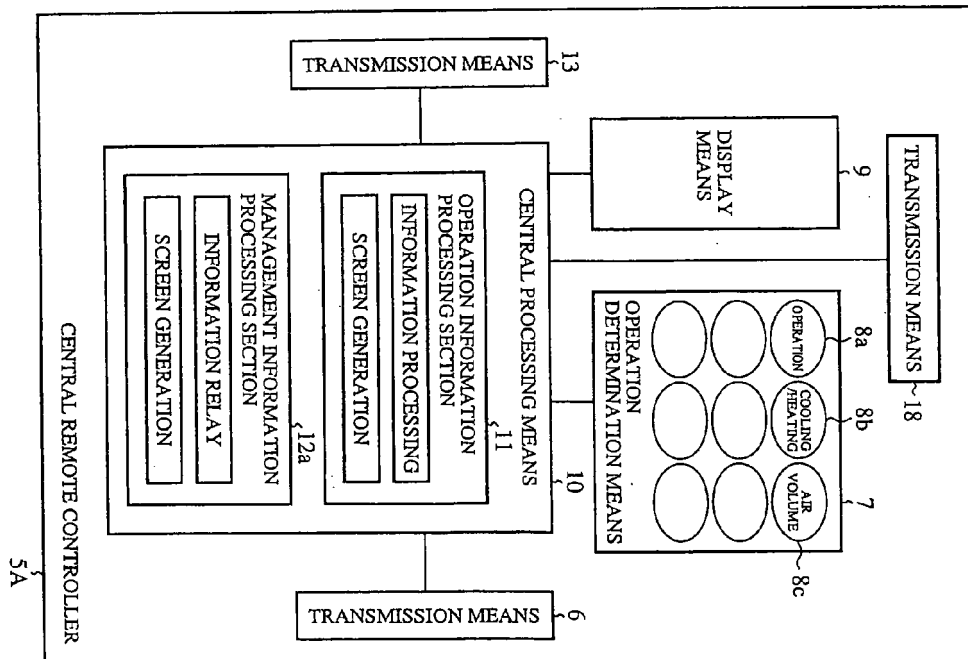 TRANSMISSION MEANS
18
DISPLAY
MEANS
9
OPERATION
8a
COOLING
/HEATING
8b
AIR
VOLUME
8c
7
OPERATION
DETERMINATION MEANS
TRANSMISSION MEANS
13
CENTRAL PROCESSING MEANS
10
OPERATION INFORMATION
PROCESSING SECTION
11
INFORMATION PROCESSING
SCREEN GENERATION
MANAGEMENT INFORMATION
PROCESSING SECTION
12a
INFORMATION RELAY
SCREEN GENERATION
TRANSMISSION MEANS
6
CENTRAL REMOTE CONTROLLER
5A